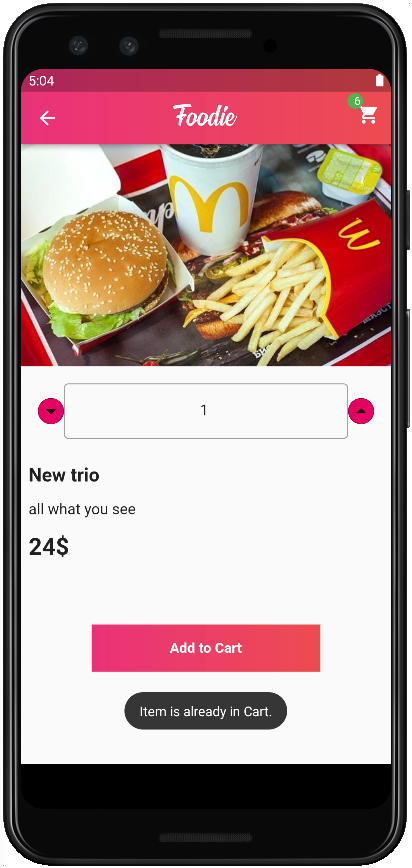 5:04
Foodie
6
1
New trio
all what you see
24$
Add to Cart
Item is already in Cart.